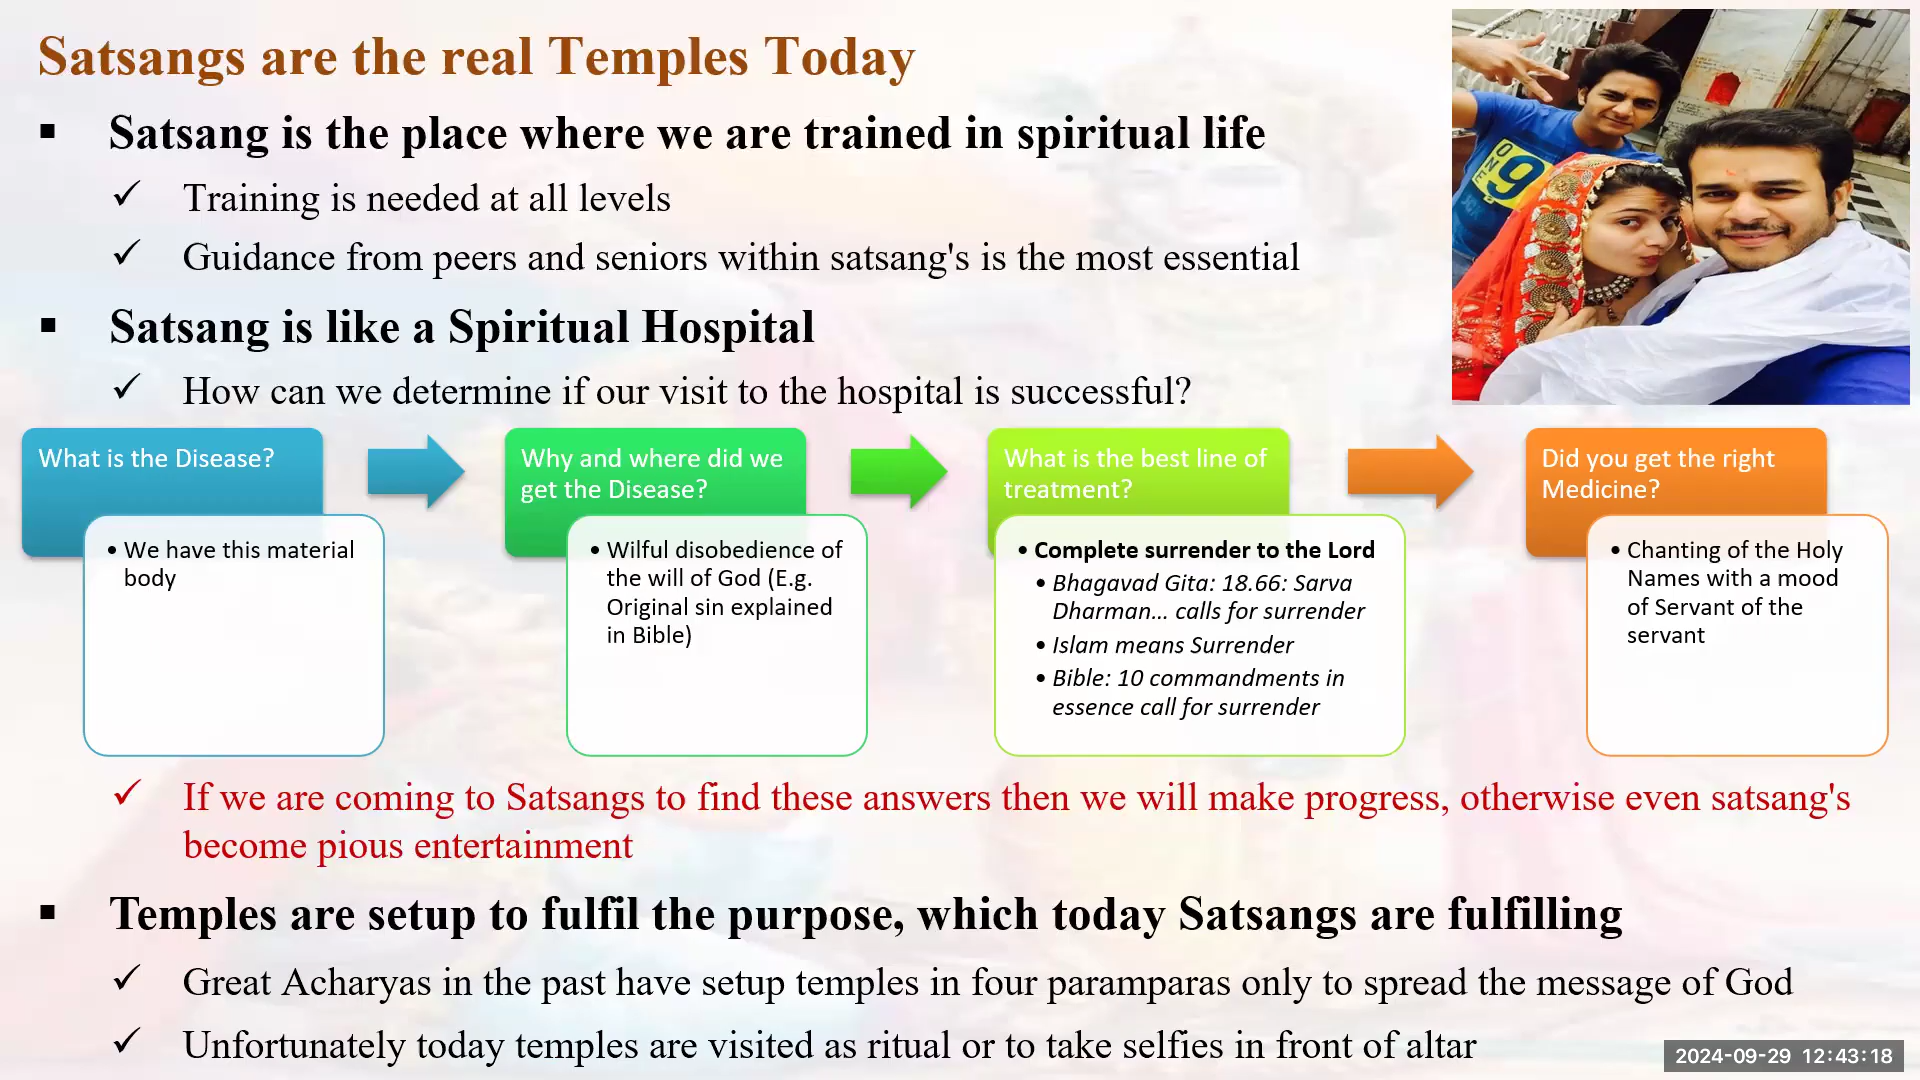 Satsangs are the real Temples Today
▪ Satsang is the place where we are trained in spiritual life
✓ Training is needed at all levels
✓ Guidance from peers and seniors within satsang's is the most essential
▪ Satsang is like a Spiritual Hospital
✓ How can we determine if our visit to the hospital is successful?
What is the Disease?
• We have this material
body
Why and where did we
get the Disease?
• Wilful disobedience of
the will of God (E.g.
Original sin explained
in Bible)
What is the best line of
treatment?
• Complete surrender to the Lord
• Bhagavad Gita: 18.66: Sarva
Dharman... calls for surrender
• Islam means Surrender
• Bible: 10 commandments in
essence call for surrender
Did you get the right
Medicine?
• Chanting of the Holy
Names with a mood
of Servant of the
servant
✓ If we are coming to Satsangs to find these answers then we will make progress, otherwise even satsang's
become pious entertainment
▪ Temples are setup to fulfil the purpose, which today Satsangs are fulfilling
✓ Great Acharyas in the past have setup temples in four paramparas only to spread the message of God
✓ Unfortunately today temples are visited as ritual or to take selfies in front of altar
2024-09-29 12:43:18
ONE
9